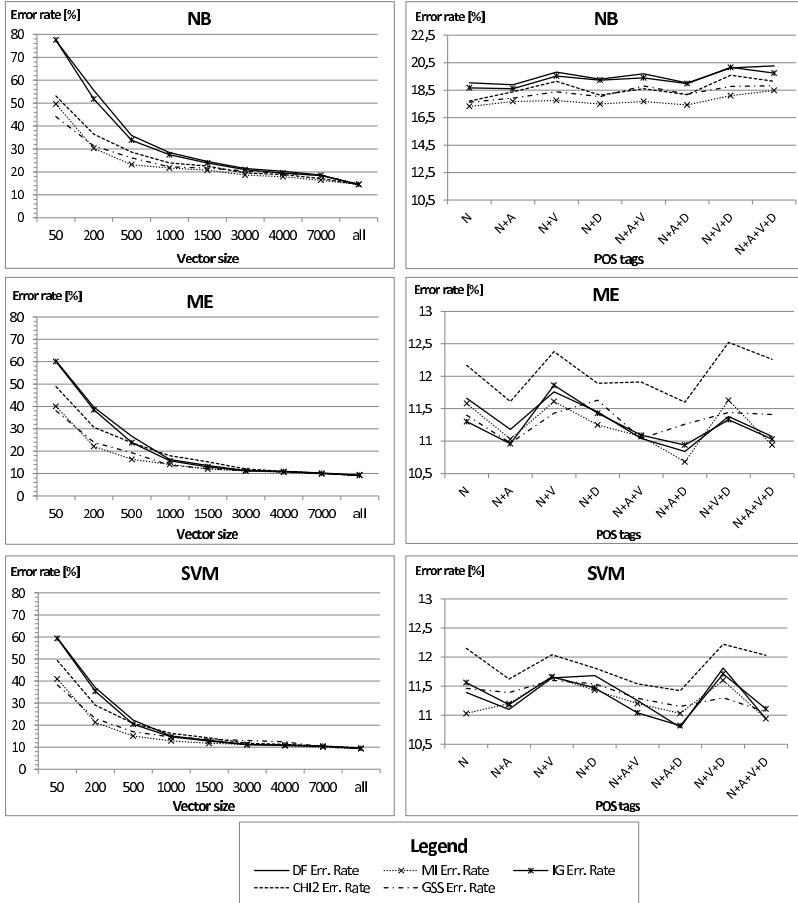 Error rate [%]
NB
80
70
60
50
40
30
20
10
0
50 200 500 1000 1500 3000 4000 7000 all
Vector size
Error rate [%]
NB
22,5
20,5
18,5
16,5
14,5
12,5
10,5
N N+A N+V N+D N+A+V N+A+D N+V+D N+A+V+D
POS tags
Error rate [%]
ME
80
70
60
50
40
30
20
10
0
50 200 500 1000 1500 3000 4000 7000 all
Vector size
Error rate [%]
ME
13
12,5
12
11,5
11
10,5
N N+A N+V N+D N+A+V N+A+D N+V+D N+A+V+D
POS tags
Error rate [%]
SVM
80
70
60
50
40
30
20
10
0
50 200 500 1000 1500 3000 4000 7000 all
Vector size
Error rate [%]
SVM
13
12,5
12
11,5
11
10,5
N N+A N+V N+D N+A+V N+A+D N+V+D N+A+V+D
POS tags
Legend
DF Err. Rate MI Err. Rate IG Err. Rate
CHI2 Err. Rate GSS Err. Rate